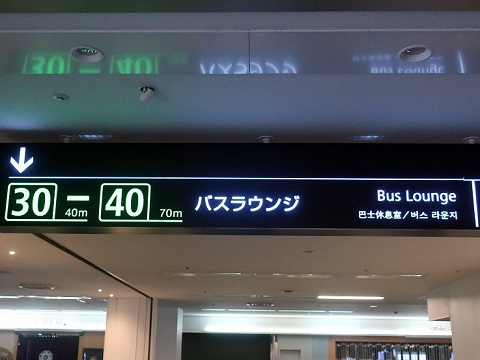 ↓
30 – 40 バスラウンジ Bus Lounge
40m 70m 巴士休息室／버스 라운지